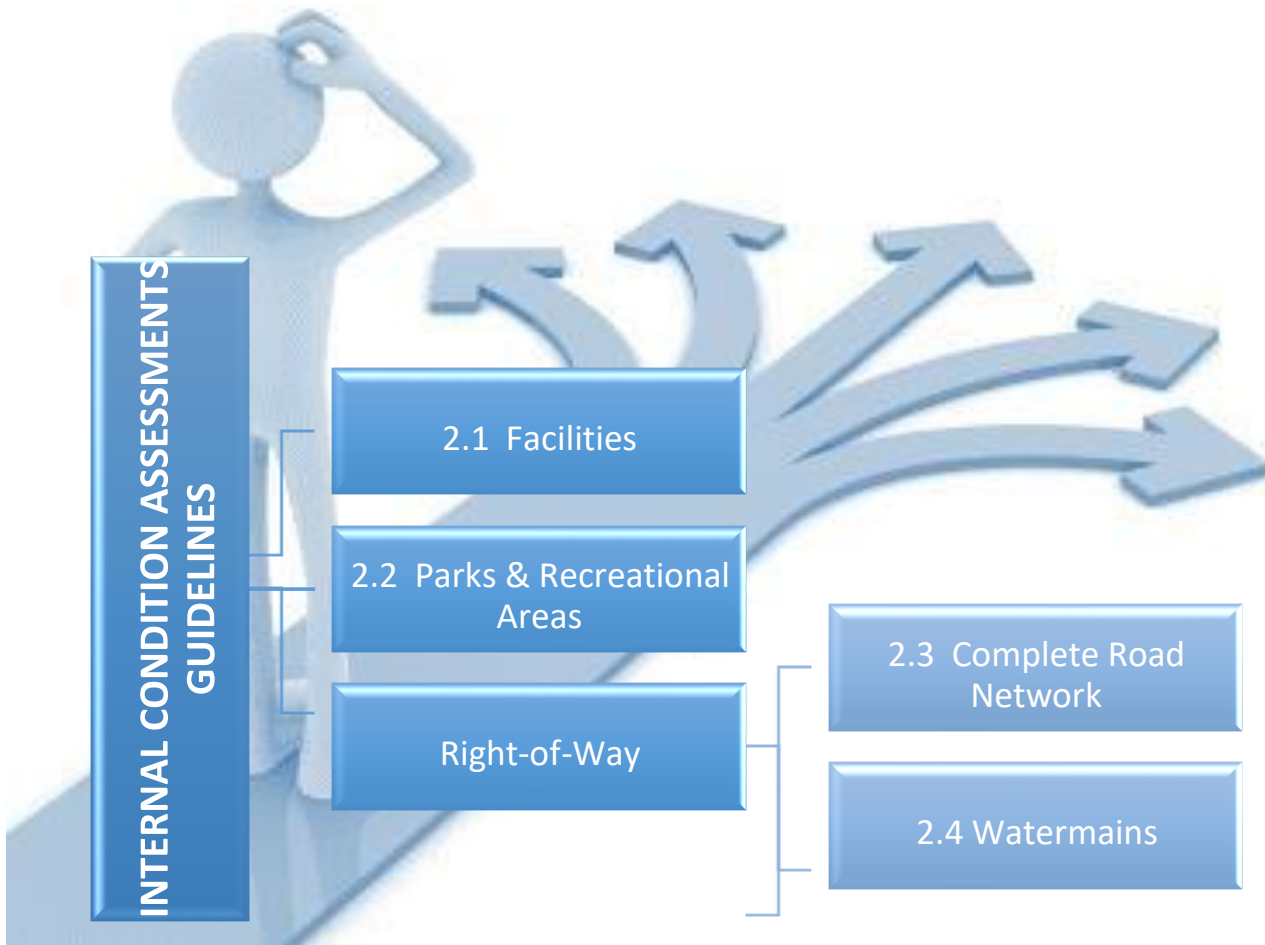 INTERNAL CONDITION ASSESSMENTS
GUIDELINES
2.1 Facilities
2.2 Parks & Recreational
Areas
Right-of-Way
2.3 Complete Road
Network
2.4 Watermains